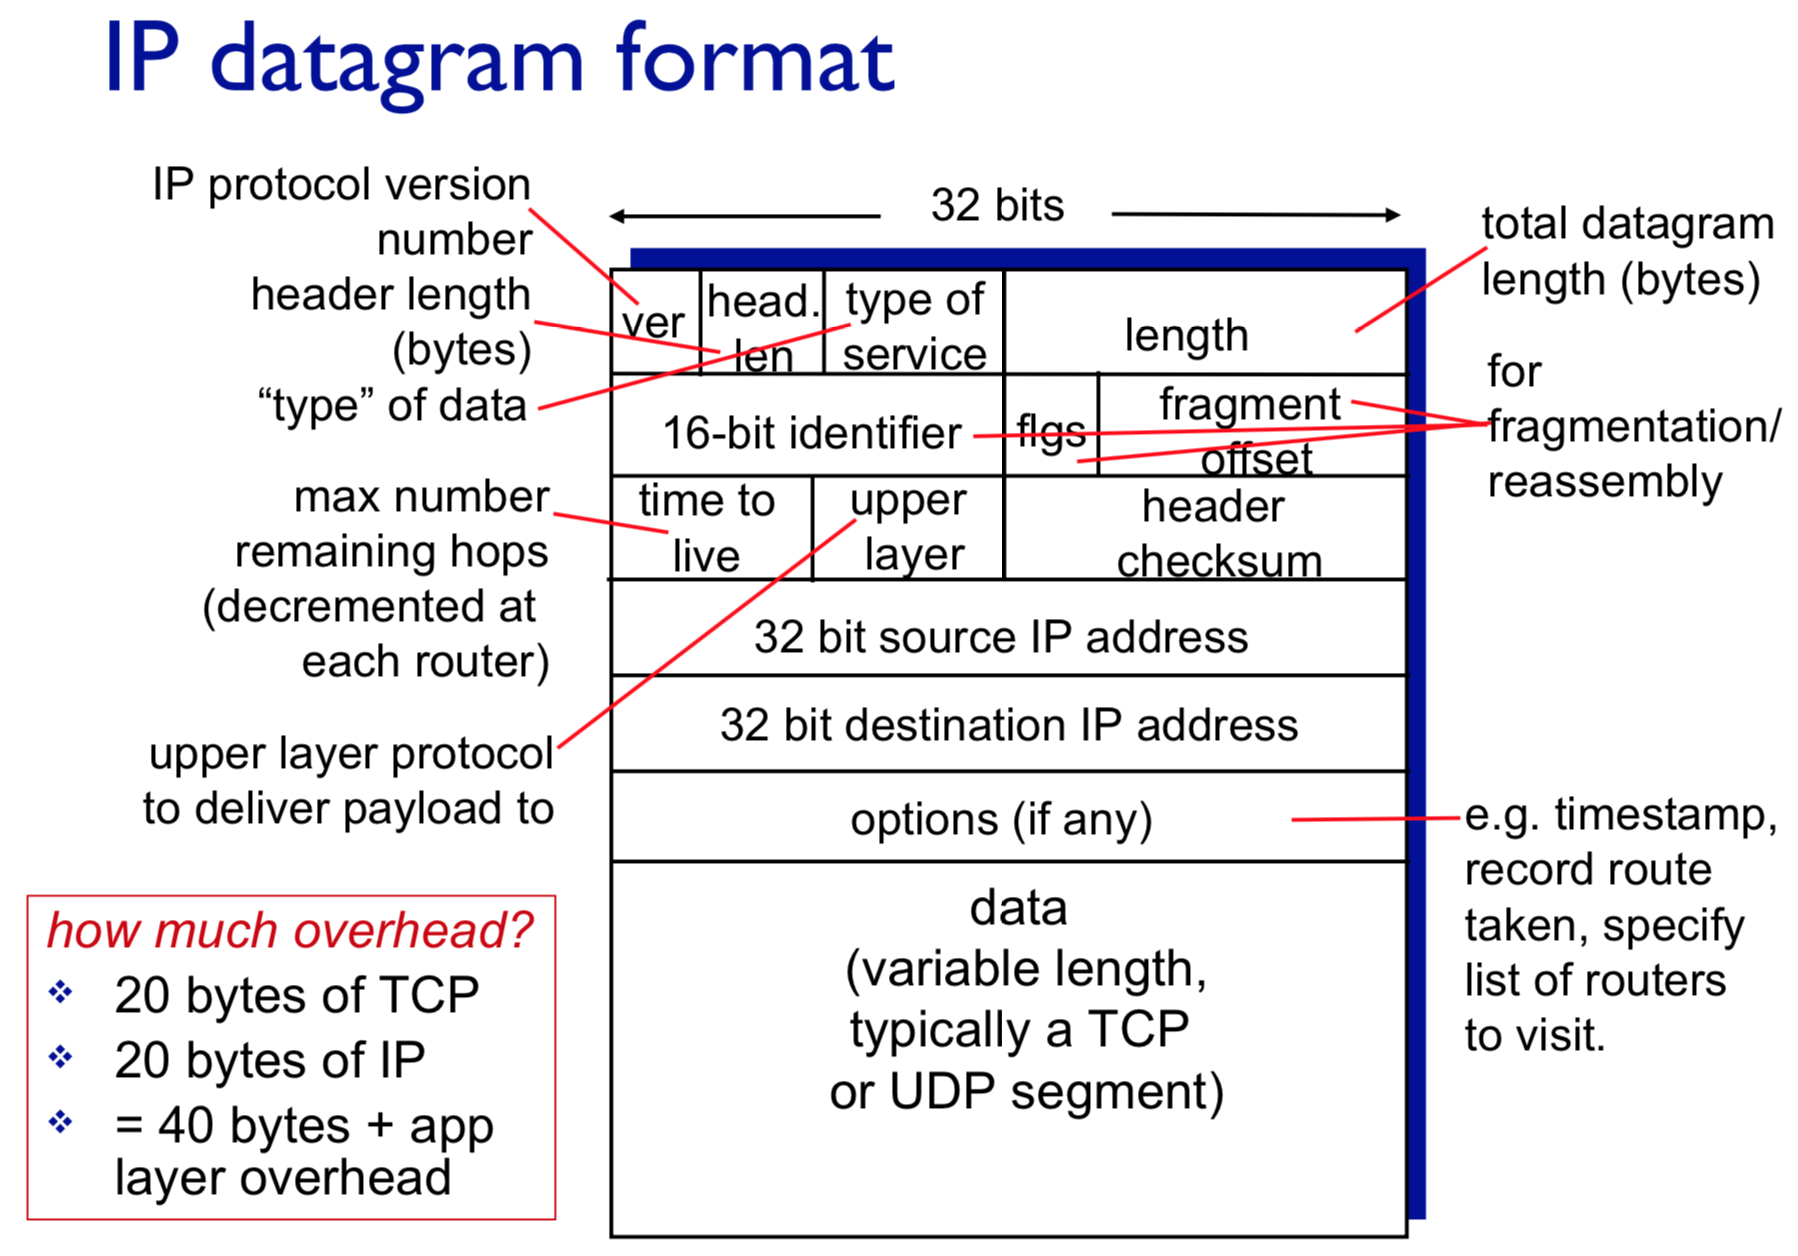 IP datagram format
IP protocol version
number
header length
(bytes)
“type” of data
max number
remaining hops
(decremented at
each router)
upper layer protocol
to deliver payload to
how much overhead?
20 bytes of TCP
20 bytes of IP
= 40 bytes + app
layer overhead
32 bits
ver
head.
len
type of
service
length
16-bit identifier
flgs
fragment
offset
time to
live
upper
layer
header
checksum
32 bit source IP address
32 bit destination IP address
options (if any)
data
(variable length,
typically a TCP
or UDP segment)
total datagram
length (bytes)
for
fragmentation/
reassembly
e.g. timestamp,
record route
taken, specify
list of routers
to visit.